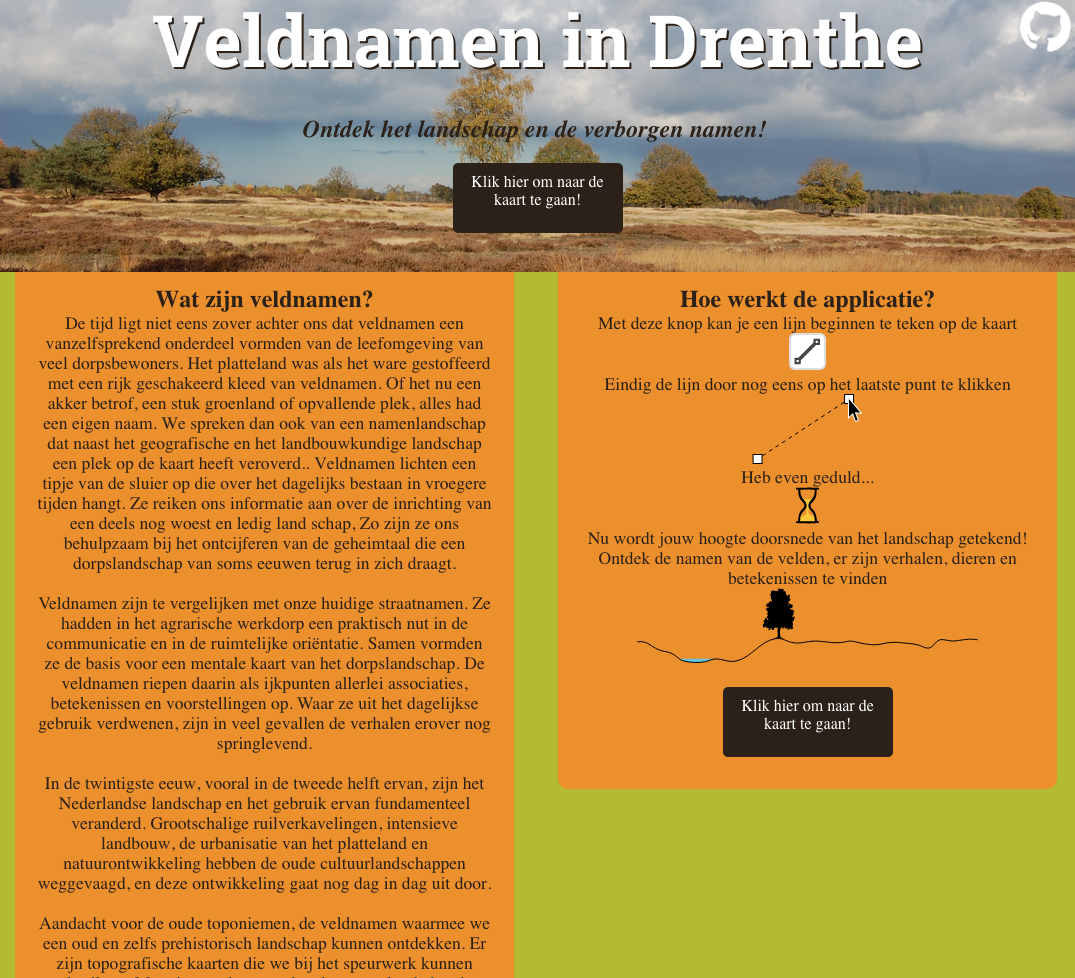 Veldnamen in Drenthe
Ontdek het landschap en de verborgen namen!
Klik hier om naar de
kaart te gaan!
Wat zijn veldnamen?
De tijd ligt niet eens zover achter ons dat veldnamen een
vanzelfsprekend onderdeel vormden van de leefomgeving van
veel dorpsbewoners. Het platteland was als het ware gestoffeerd
met een rijk geschakeerd kleed van veldnamen. Of het nu een
akker betrof, een stuk groenland of opvallende plek, alles had
een eigen naam. We spreken dan ook van een namenlandschap
dat naast het geografische en het landbouwkundige landschap
een plek op de kaart heeft veroverd.. Veldnamen lichten een
tipje van de sluier op die over het dagelijks bestaan in vroegere
tijden hangt. Ze reiken ons informatie aan over de inrichting van
een deels nog woest en ledig land schap, Zo zijn ze ons
behulpzaam bij het ontcijferen van de geheimtaal die een
dorpslandschap van soms eeuwen terug in zich draagt.
Veldnamen zijn te vergelijken met onze huidige straatnamen. Ze
hadden in het agrarische werkdorp een praktisch nut in de
communicatie en in de ruimtelijke oriëntatie. Samen vormden
ze de basis voor een mentale kaart van het dorpslandschap. De
veldnamen riepen daarin als ijkpunten allerlei associaties,
betekenissen en voorstellingen op. Waar ze uit het dagelijkse
gebruik verdwenen, zijn in veel gevallen de verhalen erover nog
springlevend.
In de twintigste eeuw, vooral in de tweede helft ervan, zijn het
Nederlandse landschap en het gebruik ervan fundamenteel
veranderd. Grootschalige ruilverkavelingen, intensieve
landbouw, de urbanisatie van het platteland en
natuurontwikkeling hebben de oude cultuurlandschappen
weggevaagd, en deze ontwikkeling gaat nog dag in dag uit door.
Aandacht voor de oude toponiemen, de veldnamen waarmee we
een oud en zelfs prehistorisch landschap kunnen ontdekken. Er
zijn topografische kaarten die we bij het speurwerk kunnen
Hoe werkt de applicatie?
Met deze knop kan je een lijn beginnen te teken op de kaart
Eindig de lijn door nog eens op het laatste punt te klikken
Heb even geduld...
Nu wordt jouw hoogte doorsnede van het landschap getekend!
Ontdek de namen van de velden, er zijn verhalen, dieren en
betekenissen te vinden
Klik hier om naar de
kaart te gaan!